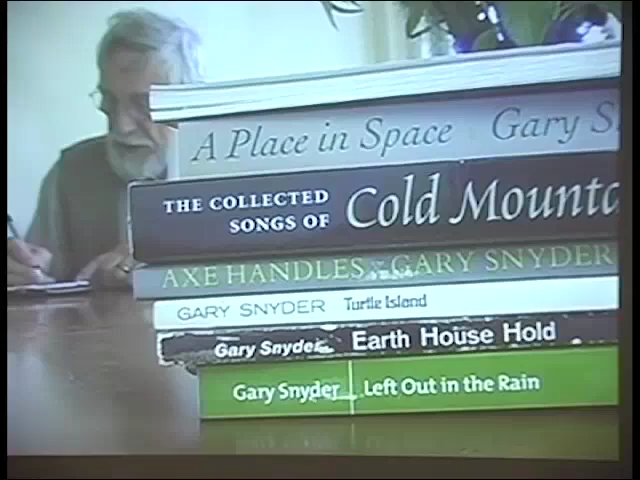 A Place in Space Gary S
THE COLLECTED
SONGS OF Cold Mounta
AXE HANDLES GARY SNYDER
GARY SNYDER Turtle Island
Gary Snyder Earth House Hold
Gary Snyder Left Out in the Rain